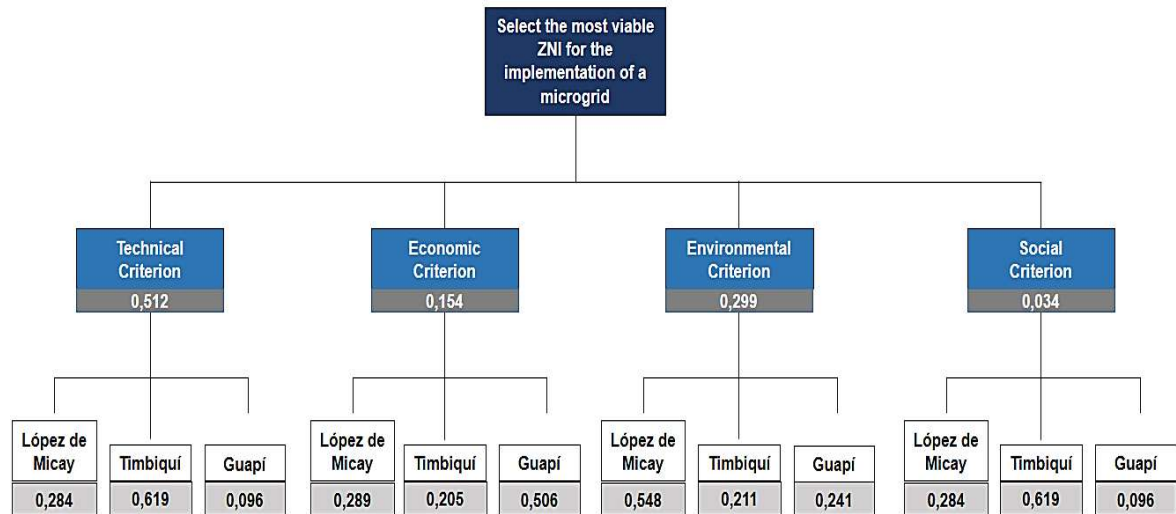 Select the most viable
ZNI for the
implementation of a
microgrid
Technical
Criterion
0,512
Economic
Criterion
0,154
Environmental
Criterion
0,299
Social
Criterion
0,034
López de
Micay
0,284
Timbiquí
0,619
Guapí
0,096
López de
Micay
0,289
Timbiquí
0,205
Guapí
0,506
López de
Micay
0,548
Timbiquí
0,211
Guapí
0,241
López de
Micay
0,284
Timbiquí
0,619
Guapí
0,096